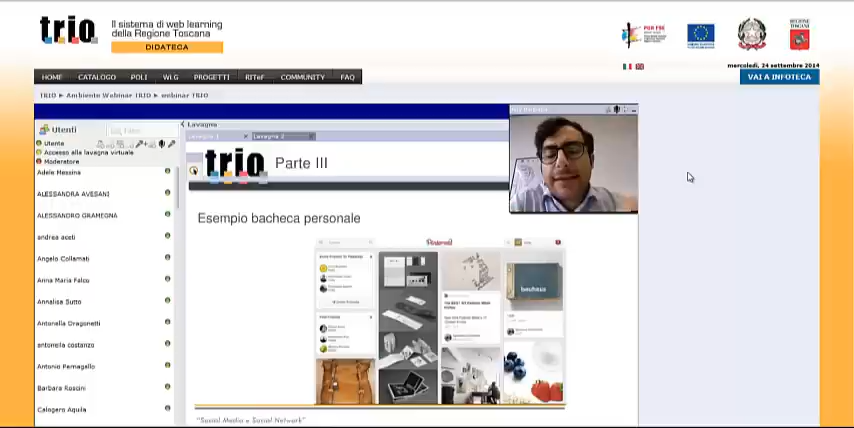 trio
Il sistema di web learning
della Regione Toscana
DIDATECA
POR FSE
REGIONE
TOSCANA
mercoledì, 24 settembre 2014
HOME CATALOGO POLI WLG PROGETTI RITeF COMMUNITY FAQ
VAI A INFOTECA
TRIO ► Ambiente Webinar TRIO ► webinar TRIO
Utenti
Utente
Accesso alla lavagna virtuale
Moderatore
Adele Messina
ALESSANDRA AVESANI
ALESSANDRO GRAMEGNA
andrea aceti
Angelo Collamati
Anna Maria Falco
Annalisa Sutto
Antonella Dragonetti
antonella costanzo
Antonio Pernagallo
Barbara Roscini
Calogero Aquila
Lavagna
Lavagna 1
Lavagna 2
trio Parte III
Esempio bacheca personale
Pinterest
bauhaus
"Social Media e Social Network"